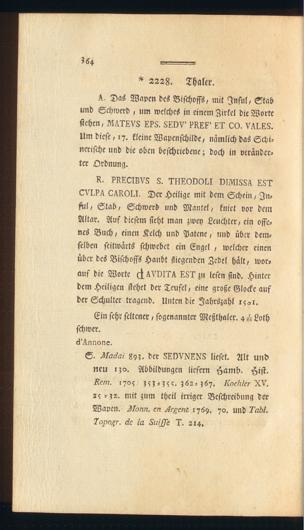 364
* 2228. Thaler.
A. Das Wapen des Bischoffs, mit Inful, Stab
und Schwerd, um welches in einem Zirkel die Worte
stehen, MATEVS EPS. SEDV' PREF' ET CO. VALES.
Um diese, 17. kleine Wapenschilde, nämlich das Schi-
nerische und die oben beschriebene; doch in veränder-
ter Ordnung.
R. PRECIBVS S. THEODOLI DIMISSA EST
CVLPA CAROLI. Der Heilige mit dem Schein, In-
ful, Stab, Schwerd und Mantel, kniet vor dem
Altar. Auf diesem sieht man zwey Leuchter, ein offe-
nes Buch, einen Kelch und Patene, und über dem-
selben seitwärts schwebet ein Engel, welcher einen
über des Bischoffs Haubt fliegenden Zedel hält, wor-
auf die Worte AVDITA EST zu lesen sind. Hinter
dem Heiligen stehet der Teufel, eine große Glocke auf
der Schulter tragend. Unten die Jahrszahl 1501.
Ein sehr seltener, sogenannter Meßthaler. 4 Loth
schwer.
d'Annone.
S. Madai 893. der SEDVNENS lieset. Alt und
neu 130. Abbildungen liefern Hamb. Hist.
Rem. 1705 353-355. 362-367. Koehler XV.
25-32. mit zum theil irriger Beschreibung der
Wapen. Monn. en Argent 1769. 70. und Tabl.
Topogr. de la Suisse T. 214.